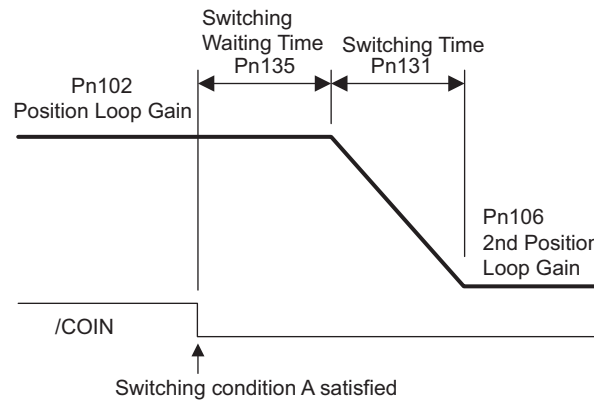 Switching
Waiting Time
Pn135
Switching Time
Pn131
Pn102
Position Loop Gain
Pn106
2nd Position
Loop Gain
/COIN
Switching condition A satisfied